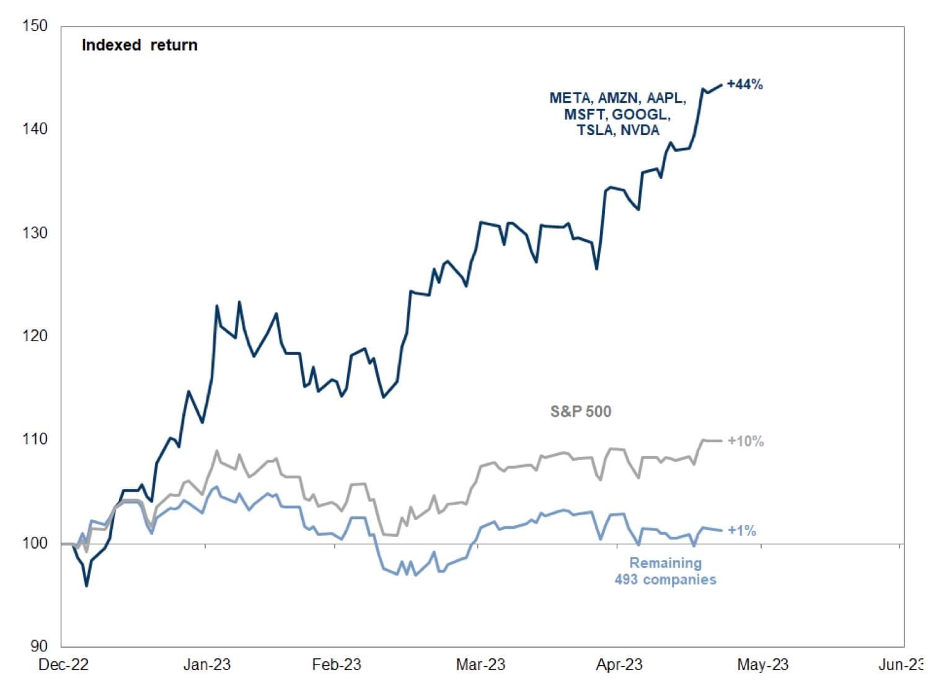 150
Indexed return
+44%
META, AMZN, AAPL,
MSFT, GOOGL,
TSLA, NVDA
140
130
120
S&P 500
110
+10%
+1%
100
Remaining
493 companies
90
Dec-22 Jan-23 Feb-23 Mar-23 Apr-23 May-23 Jun-23